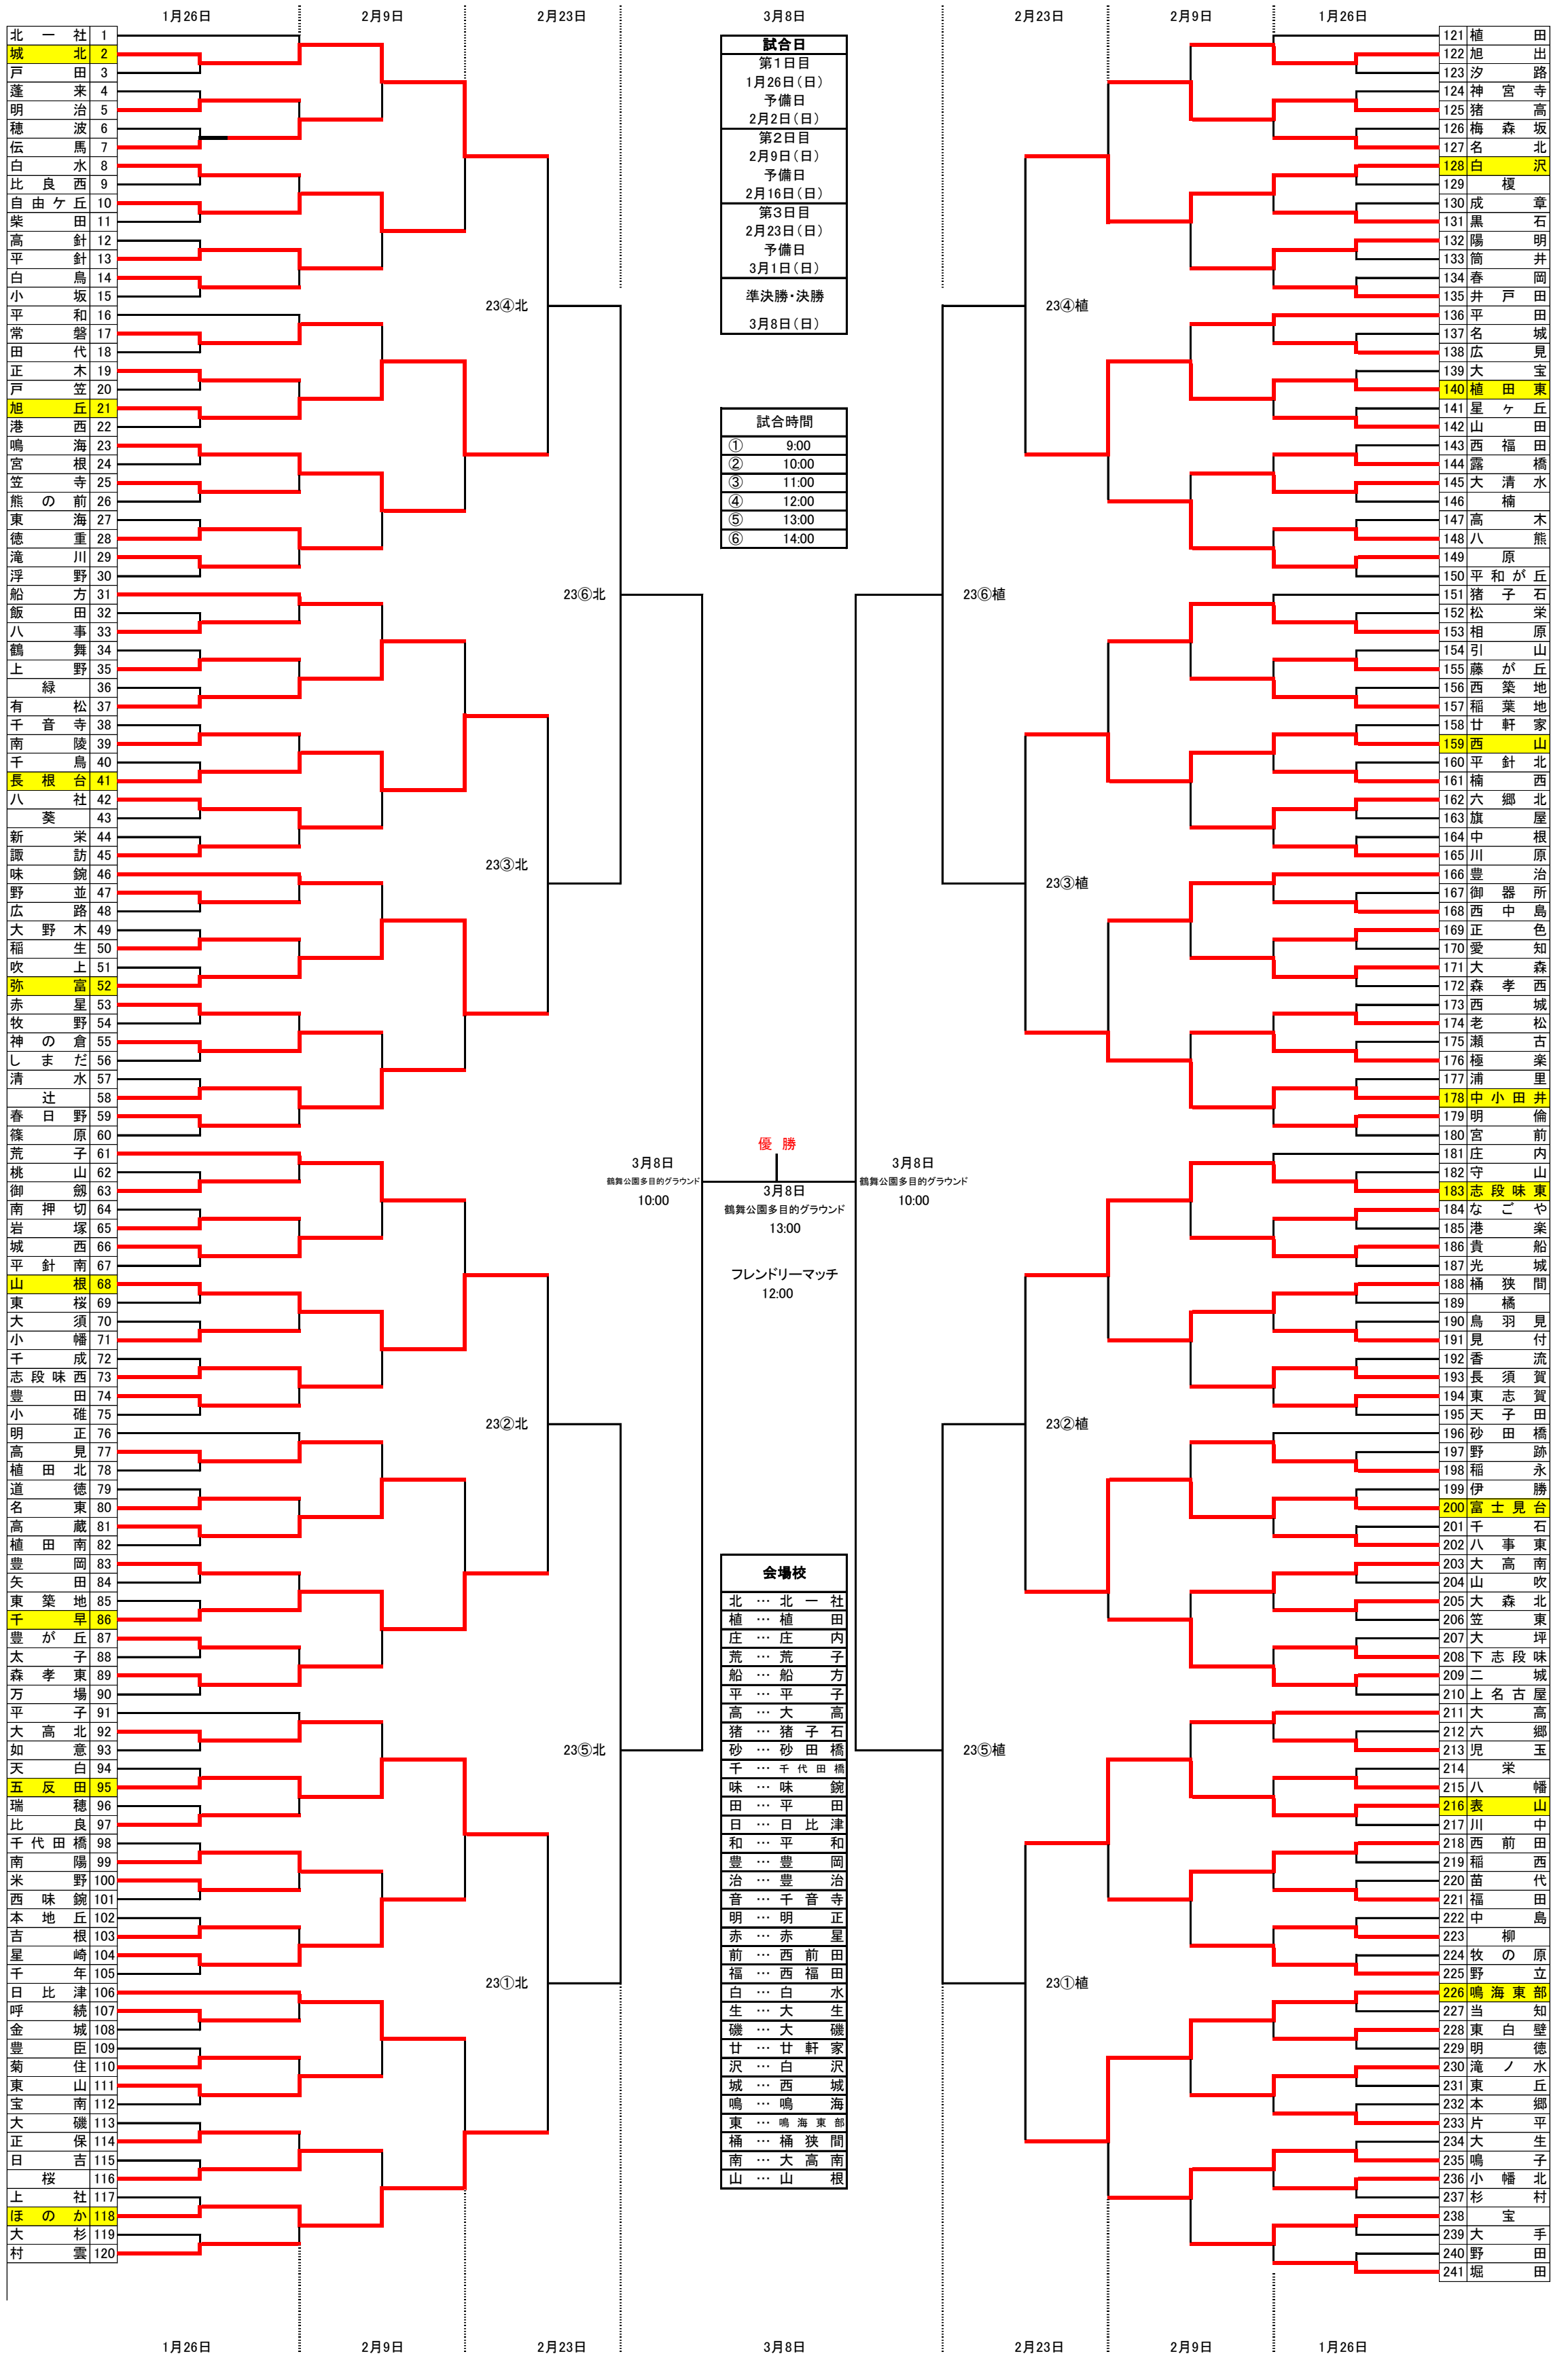 1月26日 2月9日 2月23日 3月8日 2月23日 2月9日 1月26日
北一社 1
城北 2
戸田 3
蓬来 4
明治 5
穂波 6
伝馬 7
白水 8
比良西 9
自由ケ丘 10
柴田 11
高針 12
平針 13
白鳥 14
小坂 15
平和 16
常磐 17
田代 18
正木 19
戸笠 20
旭丘 21
港西 22
鳴海 23
宮根 24
笠寺 25
熊の前 26
東海 27
徳重 28
滝川 29
浮野 30
船方 31
飯田 32
八事 33
鶴舞 34
上野 35
緑 36
有松 37
千音寺 38
南陵 39
千鳥 40
長根台 41
八社 42
葵 43
新栄 44
諏訪 45
味鋺 46
野並 47
広路 48
大野木 49
稲生 50
吹上 51
弥富 52
赤星 53
牧野 54
神の倉 55
しまだ 56
清水 57
辻 58
春日野 59
篠原 60
荒子 61
桃山 62
御劔 63
南押切 64
岩塚 65
城西 66
平針南 67
山根 68
東桜 69
大須 70
小幡 71
千成 72
志段味西 73
豊田 74
小碓 75
明正 76
高見 77
植田北 78
道徳 79
名東 80
高蔵 81
植田南 82
豊岡 83
矢田 84
東築地 85
千早 86
豊が丘 87
太子 88
森孝東 89
万場 90
平子 91
大高北 92
如意 93
天白 94
五反田 95
瑞穂 96
比良 97
千代田橋 98
南陽 99
米野 100
西味鋺 101
本地丘 102
吉根 103
星崎 104
千年 105
日比津 106
呼続 107
金城 108
豊臣 109
菊住 110
東山 111
宝南 112
大磯 113
正保 114
日吉 115
桜 116
上社 117
ほのか 118
大杉 119
村雲 120
23④北
23⑥北
23③北
23②北
23⑤北
23①北
試合日
第1日目
1月26日(日)
予備日
2月2日(日)
第2日目
2月9日(日)
予備日
2月16日(日)
第3日目
2月23日(日)
予備日
3月1日(日)
準決勝・決勝
3月8日(日)
試合時間
① 9:00
② 10:00
③ 11:00
④ 12:00
⑤ 13:00
⑥ 14:00
優勝
3月8日
鶴舞公園多目的グラウンド
10:00
3月8日
鶴舞公園多目的グラウンド
13:00
フレンドリーマッチ
12:00
3月8日
鶴舞公園多目的グラウンド
10:00
会場校
北…北一社
植…植田
庄…庄内
荒…荒子
船…船方
平…平子
高…大高
猪…猪子石
砂…砂田橋
千…千代田橋
味…味鋺
田…平田
日…日比津
和…平和
豊…豊岡
治…豊治
音…千音寺
明…明正
赤…赤星
前…西前田
福…西福田
白…白水
生…大生
磯…大磯
廿…廿軒家
沢…白沢
城…西城
鳴…鳴海
東…鳴海東部
桶…桶狭間
南…大高南
山…山根
23④植
23⑥植
23③植
23②植
23⑤植
23①植
121 植田
122 旭出
123 汐路
124 神宮寺
125 猪高
126 梅森坂
127 名北
128 白沢
129 榎
130 成章
131 黒石
132 陽明
133 筒井
134 春岡
135 井戸田
136 平田
137 名城
138 広見
139 大宝
140 植田東
141 星ヶ丘
142 山田
143 西福田
144 露橋
145 大清水
146 楠
147 高木
148 八熊
149 原
150 平和が丘
151 猪子石
152 松栄
153 相原
154 引山
155 藤が丘
156 西築地
157 稲葉地
158 廿軒家
159 西山
160 平針北
161 楠西
162 六郷北
163 旗屋
164 中根
165 川原
166 豊治
167 御器所
168 西中島
169 正色
170 愛知
171 大森
172 森孝西
173 西城
174 老松
175 瀬古
176 極楽
177 浦里
178 中小田井
179 明倫
180 宮前
181 庄内
182 守山
183 志段味東
184 なごや
185 港楽
186 貴船
187 光城
188 桶狭間
189 橘
190 鳥羽見
191 見付
192 香流
193 長須賀
194 東志賀
195 天子田
196 砂田橋
197 野跡
198 稲永
199 伊勝
200 富士見台
201 千石
202 八事東
203 大高南
204 山吹
205 大森北
206 笠東
207 大坪
208 下志段味
209 二城
210 上名古屋
211 大高
212 六郷
213 児玉
214 栄
215 八幡
216 表山
217 川中
218 西前田
219 稲西
220 苗代
221 福田
222 中島
223 柳
224 牧の原
225 野立
226 鳴海東部
227 当知
228 東白壁
229 明徳
230 滝ノ水
231 東丘
232 本郷
233 片平
234 大生
235 鳴子
236 小幡北
237 杉村
238 宝
239 大手
240 野田
241 堀田
1月26日 2月9日 2月23日 3月8日 2月23日 2月9日 1月26日